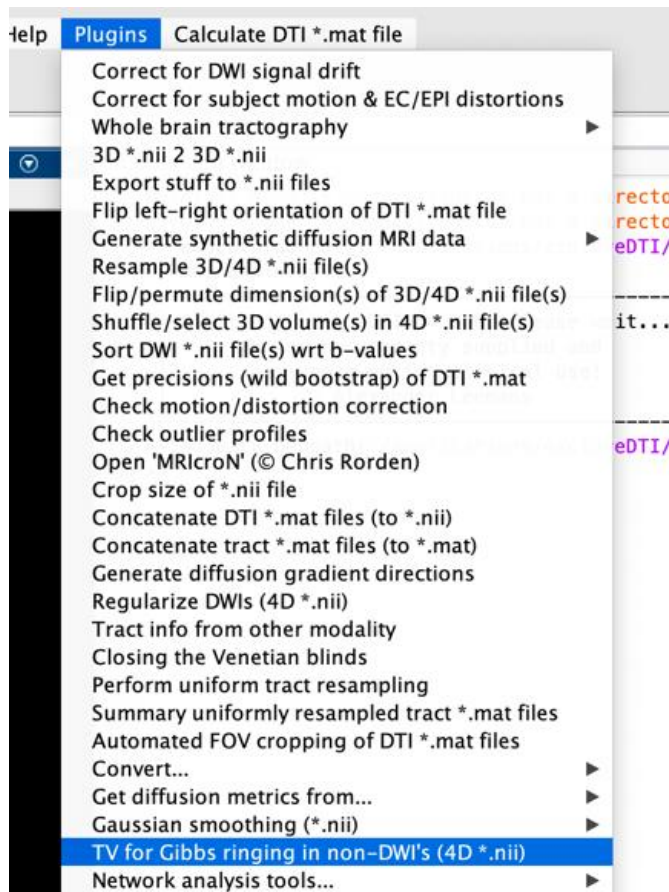 Help Plugins Calculate DTI *.mat file
Correct for DWI signal drift
Correct for subject motion & EC/EPI distortions
Whole brain tractography
3D *.nii 2 3D *.nii
Export stuff to *.nii files
Flip left-right orientation of DTI *.mat file
Generate synthetic diffusion MRI data
Resample 3D/4D *.nii file(s)
Flip/permute dimension(s) of 3D/4D *.nii file(s)
Shuffle/select 3D volume(s) in 4D *.nii file(s)
it...
Sort DWI *.nii file(s) wrt b-values
Get precisions (wild bootstrap) of DTI *.mat
Check motion/distortion correction
Check outlier profiles
eDTI/
Open 'MRIcroN' (© Chris Rorden)
Crop size of *.nii file
Concatenate DTI *.mat files (to *.nii)
Concatenate tract *.mat files (to *.mat)
Generate diffusion gradient directions
Regularize DWIs (4D *.nii)
Tract info from other modality
Closing the Venetian blinds
Perform uniform tract resampling
Summary uniformly resampled tract *.mat files
Automated FOV cropping of DTI *.mat files
Convert...
Get diffusion metrics from...
Gaussian smoothing (*.nii)
TV for Gibbs ringing in non-DWI's (4D *.nii)
Network analysis tools...